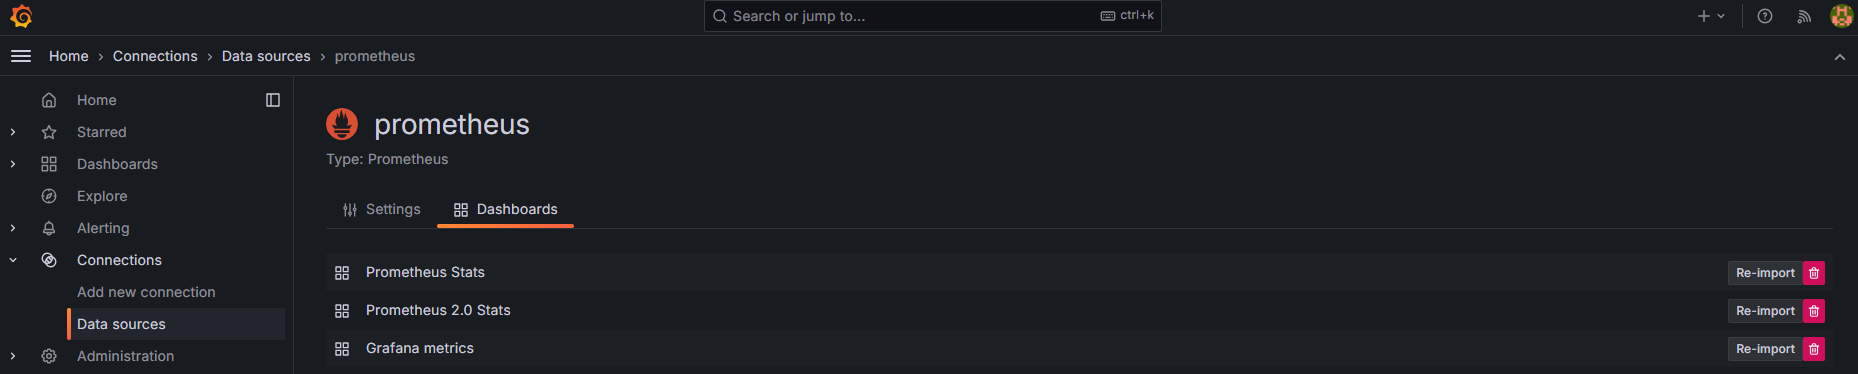 Search or jump to... ctrl+k
Home › Connections › Data sources › prometheus
Home
Starred
Dashboards
Explore
Alerting
Connections
Add new connection
Data sources
Administration
prometheus
Type: Prometheus
Settings Dashboards
Prometheus Stats Re-import
Prometheus 2.0 Stats Re-import
Grafana metrics Re-import